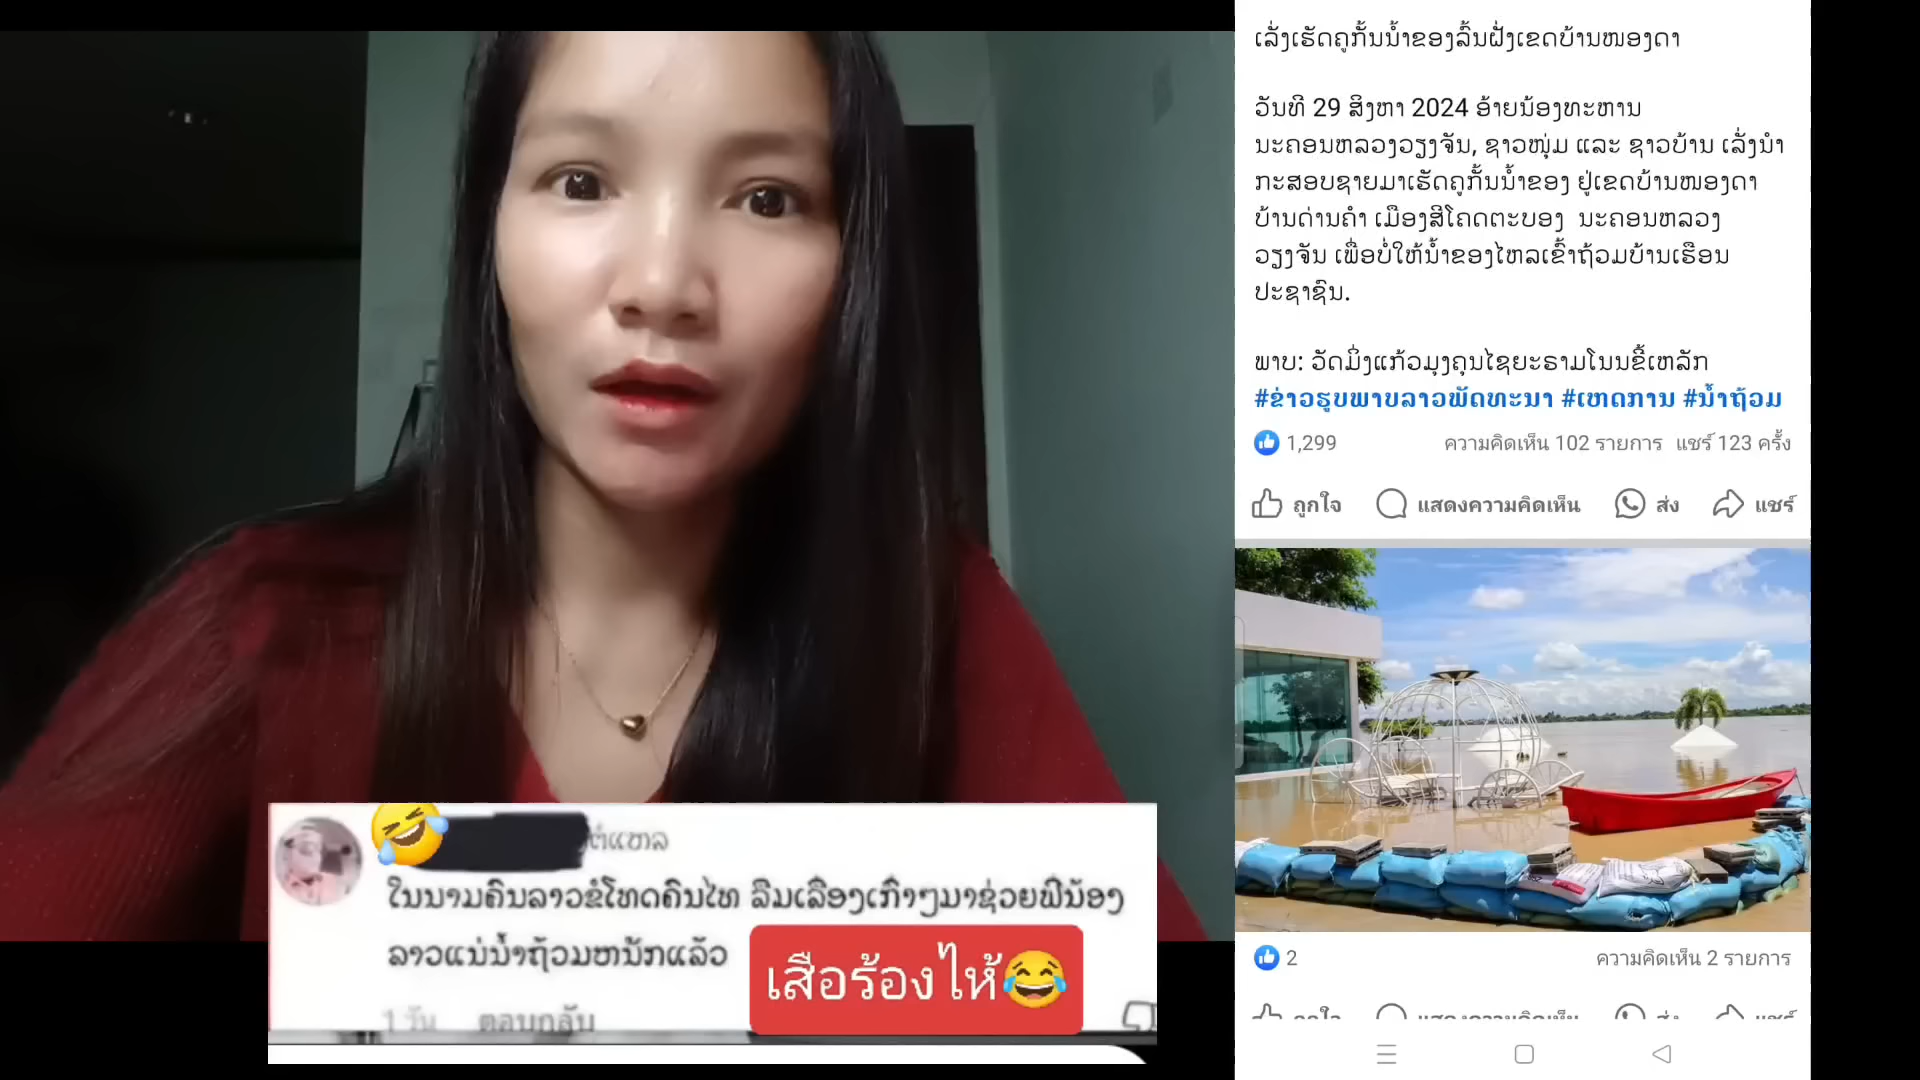 ເລັ່ງເຮັດຄູກັ້ນນ້ຳຂອງລົ້ນຝັ່ງເຂດບ້ານໜອງດາ
ວັນທີ 29 ສິງຫາ 2024 ອ້າຍນ້ອງທະຫານ
ນະຄອນຫລວງວຽງຈັນ, ຊາວໜຸ່ມ ແລະ ຊາວບ້ານ ເລັ່ງນຳ
ກະສອບຊາຍມາເຮັດຄູກັ້ນນ້ຳຂອງ ຢູ່ເຂດບ້ານໜອງດາ
ບ້ານດ່ານຄຳ ເມືອງສີໂຄດຕະບອງ ນະຄອນຫລວງ
ວຽງຈັນ ເພື່ອບໍ່ໃຫ້ນ້ຳຂອງໄຫລເຂົ້າຖ້ວມບ້ານເຮືອນ
ປະຊາຊົນ.
ພາບ: ວັດມິ່ງແກ້ວມຸງຄຸນໄຊຍະຣາມໂນນຂີ້ເຫລັກ
#ຂ່າວຮູບພາບລາວພັດທະນາ #ເຫດການ #ນ້ຳຖ້ວມ
1,299 ความคิดเห็น 102 รายการ แชร์ 123 ครั้ง
ถูกใจ แสดงความคิดเห็น ส่ง แชร์
2 ความคิดเห็น 2 รายการ
ໃນນາມຄົນລາວຂໍໂທດຄົນໄທ ລືມເລື່ອງເກົ່າໆມາຊ່ວຍພີ່ນ້ອງ
ລາວແນ່ນ້ຳຖ້ວມຫນັກແລ້ວ
1 วัน ตอบกลับ
เสือร้องไห้😂